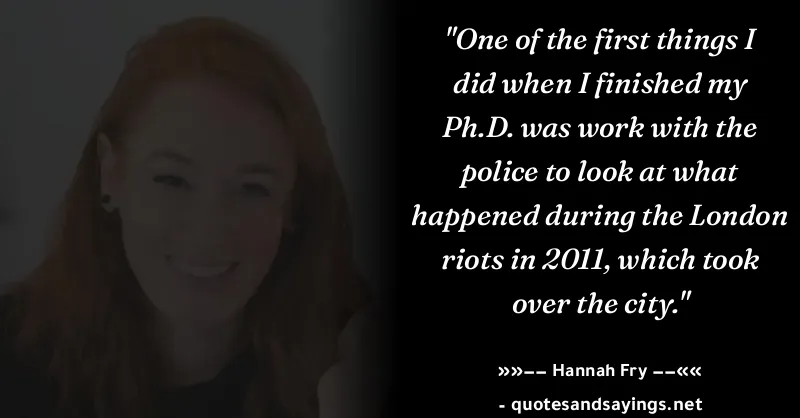 "One of the first things I
did when I finished my
Ph.D. was work with the
police to look at what
happened during the London
riots in 2011, which took
over the city."
»»−− Hannah Fry −−««
- quotesandsayings.net